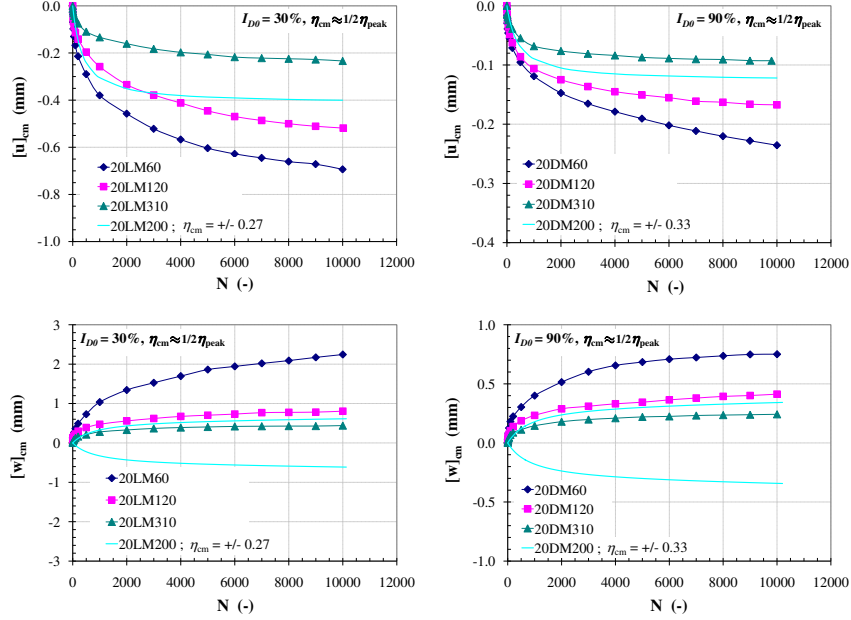 I_D0 = 30%, η_cm≈1/2η_peak
0.0
-0.2
-0.4
-0.6
-0.8
-1.0
[u]_cm (mm)
20LM60
20LM120
20LM310
20LM200 ; η_cm = +/- 0.27
0 2000 4000 6000 8000 10000 12000
N (-)
I_D0 = 90%, η_cm≈1/2η_peak
0.0
-0.1
-0.2
-0.3
-0.4
[u]_cm (mm)
20DM60
20DM120
20DM310
20DM200 ; η_cm = +/- 0.33
0 2000 4000 6000 8000 10000 12000
N (-)
I_D0 = 30%, η_cm≈1/2η_peak
3
2
1
0
-1
-2
-3
[w]_cm (mm)
20LM60
20LM120
20LM310
20LM200 ; η_cm = +/- 0.27
0 2000 4000 6000 8000 10000 12000
N (-)
I_D0 = 90%, η_cm≈1/2η_peak
1.0
0.5
0.0
-0.5
-1.0
[w]_cm (mm)
20DM60
20DM120
20DM310
20DM200 ; η_cm = +/- 0.33
0 2000 4000 6000 8000 10000 12000
N (-)